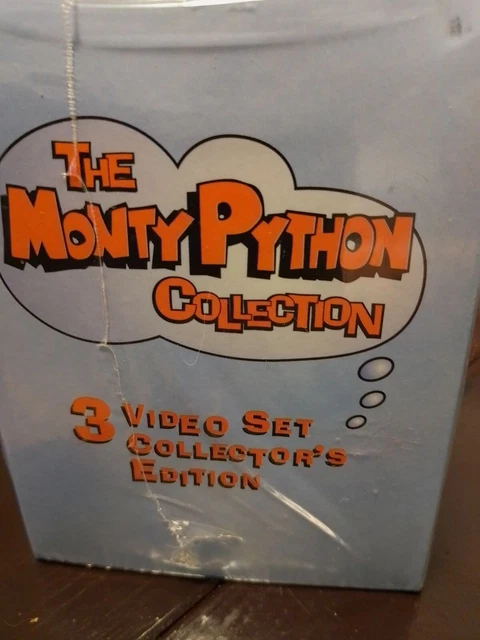 THE
MONTY PYTHON
COLLECTION
3 VIDEO SET
COLLECTOR'S
EDITION